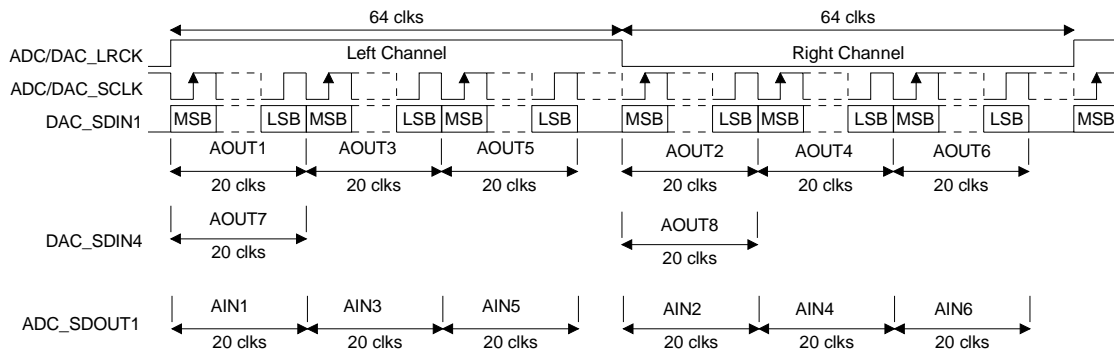 64 clks 64 clks
ADC/DAC_LRCK Left Channel Right Channel
ADC/DAC_SCLK
DAC_SDIN1 MSB LSB MSB LSB MSB LSB MSB LSB MSB LSB MSB LSB MSB
AOUT1 AOUT3 AOUT5 AOUT2 AOUT4 AOUT6
20 clks 20 clks 20 clks 20 clks 20 clks 20 clks
AOUT7 AOUT8
DAC_SDIN4
20 clks 20 clks
AIN1 AIN3 AIN5 AIN2 AIN4 AIN6
ADC_SDOUT1
20 clks 20 clks 20 clks 20 clks 20 clks 20 clks